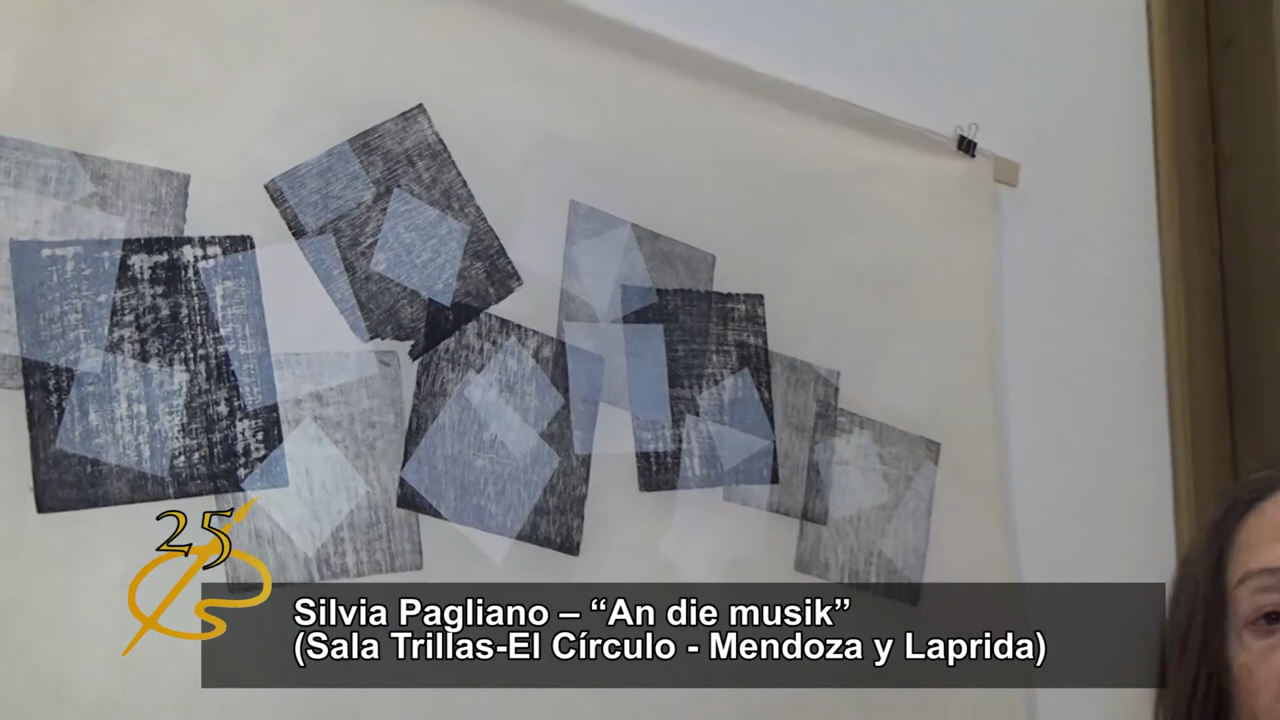 25
Silvia Pagliano – “An die musik”
(Sala Trillas-El Círculo - Mendoza y Laprida)